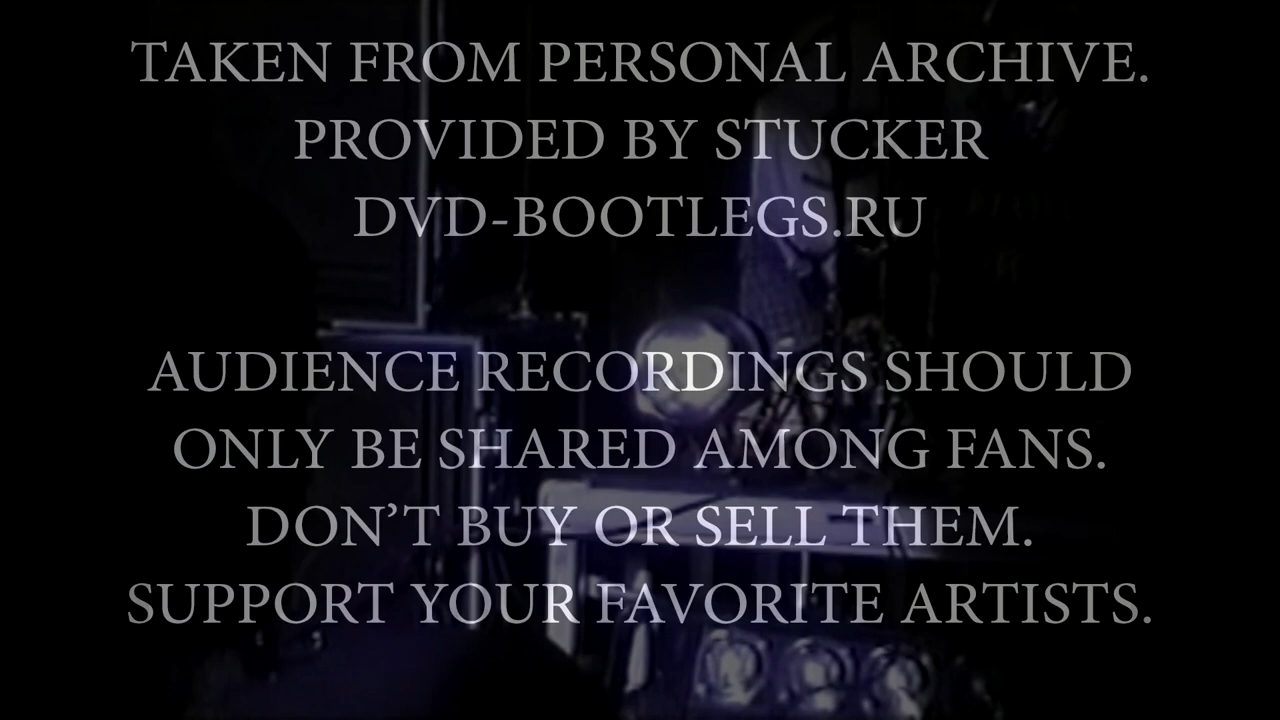 TAKEN FROM PERSONAL ARCHIVE.
PROVIDED BY STUCKER
DVD-BOOTLEGS.RU
AUDIENCE RECORDINGS SHOULD
ONLY BE SHARED AMONG FANS.
DON’T BUY OR SELL THEM.
SUPPORT YOUR FAVORITE ARTISTS.